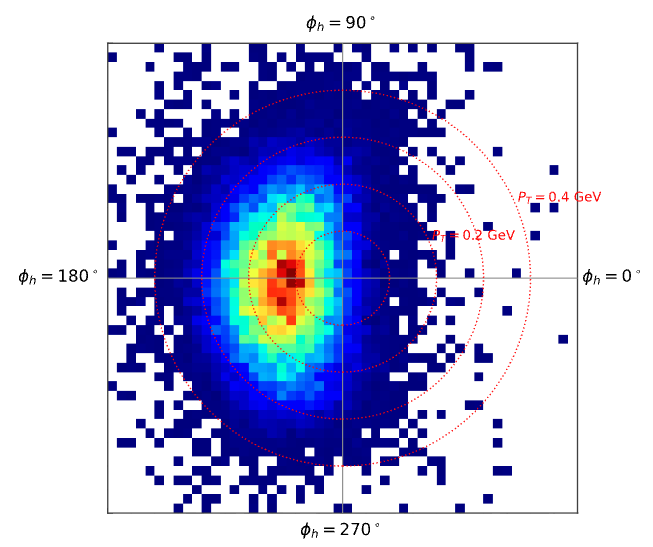 ϕ_h = 90°
P_T = 0.4 GeV
P_T = 0.2 GeV
ϕ_h = 180°
ϕ_h = 0°
ϕ_h = 270°